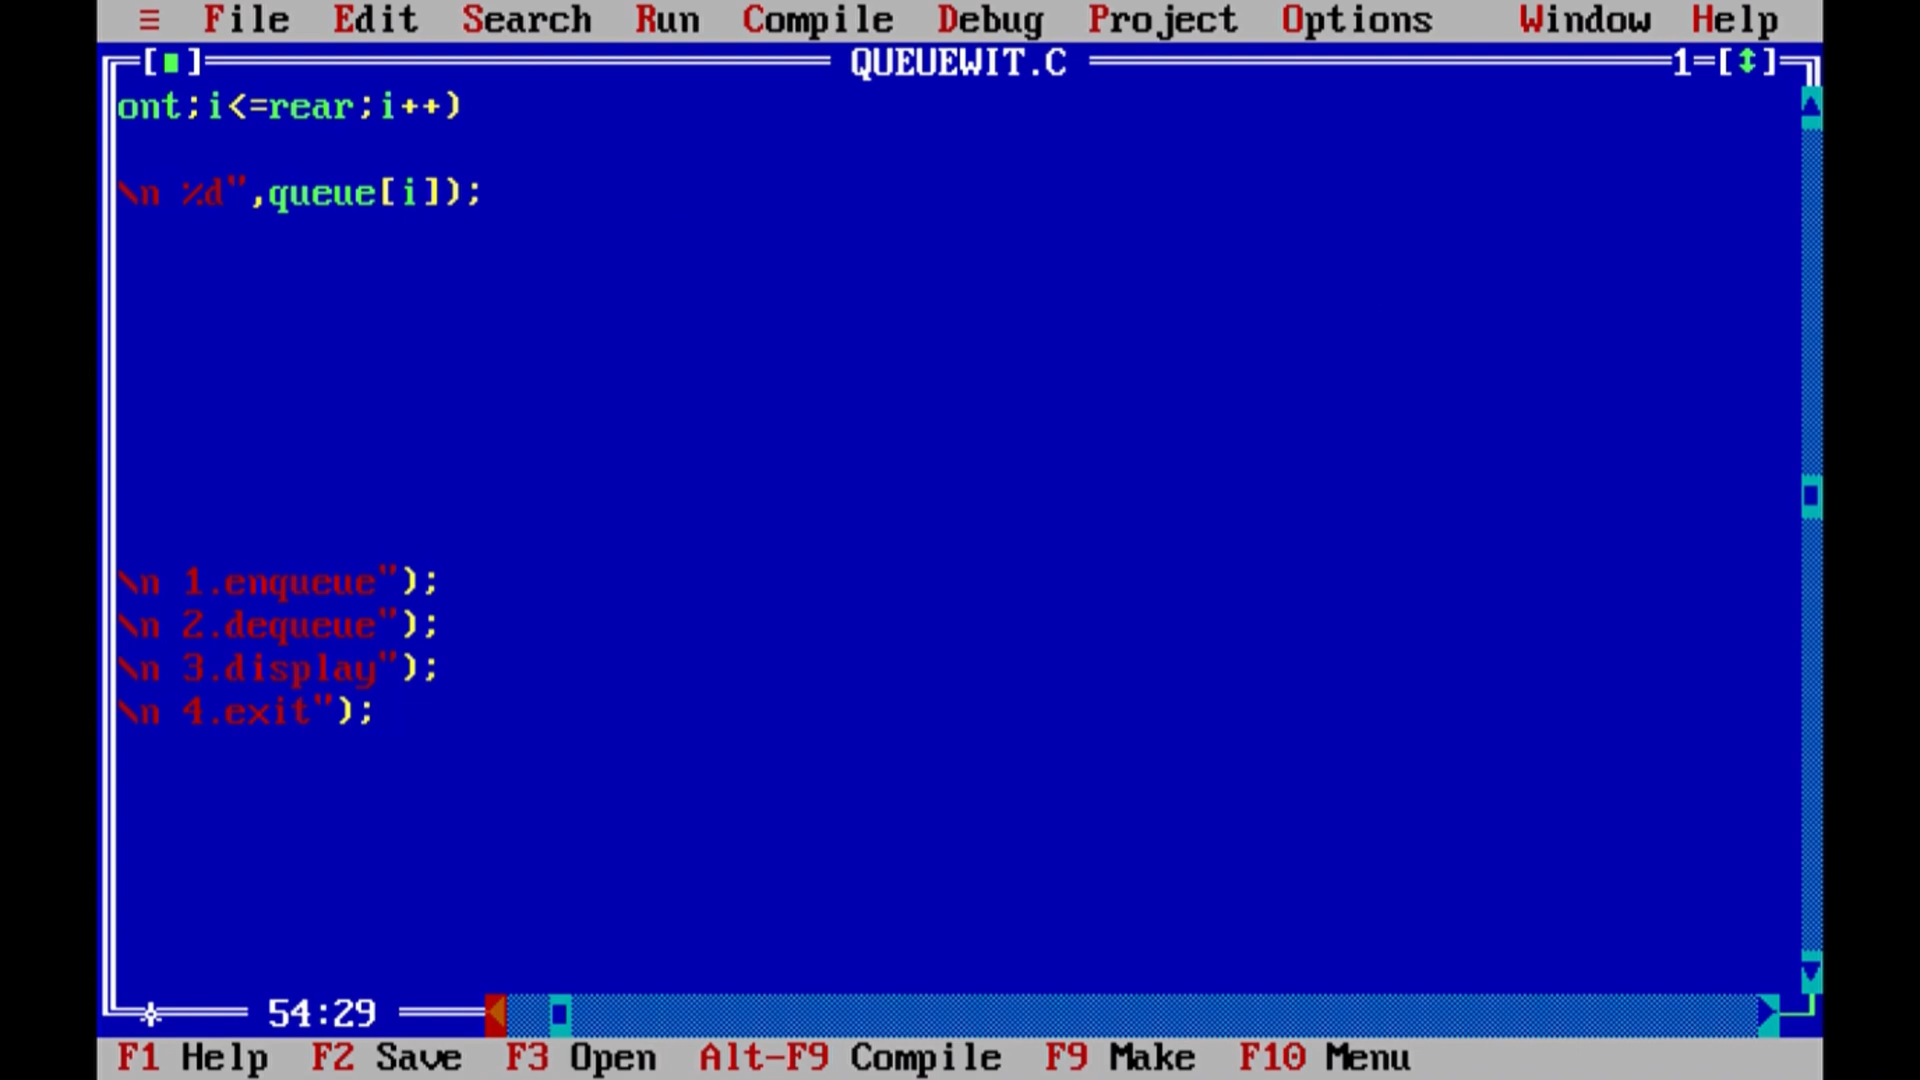 ≡ File Edit Search Run Compile Debug Project Options Window Help
[■] QUEUEWIT.C 1=[↕]
ont;i<=rear;i++)
\n %d",queue[i]);
\n 1.enqueue");
\n 2.dequeue");
\n 3.display");
\n 4.exit");
54:29
F1 Help F2 Save F3 Open Alt-F9 Compile F9 Make F10 Menu